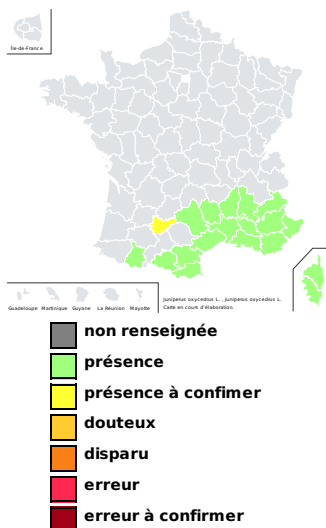 Île-de-France
Guadeloupe Martinique Guyane La Réunion Mayotte
Juniperus oxycedrus L. , Juniperus oxycedrus L.
Carte en cours d'élaboration.
non renseignée
présence
présence à confimer
douteux
disparu
erreur
erreur à confirmer